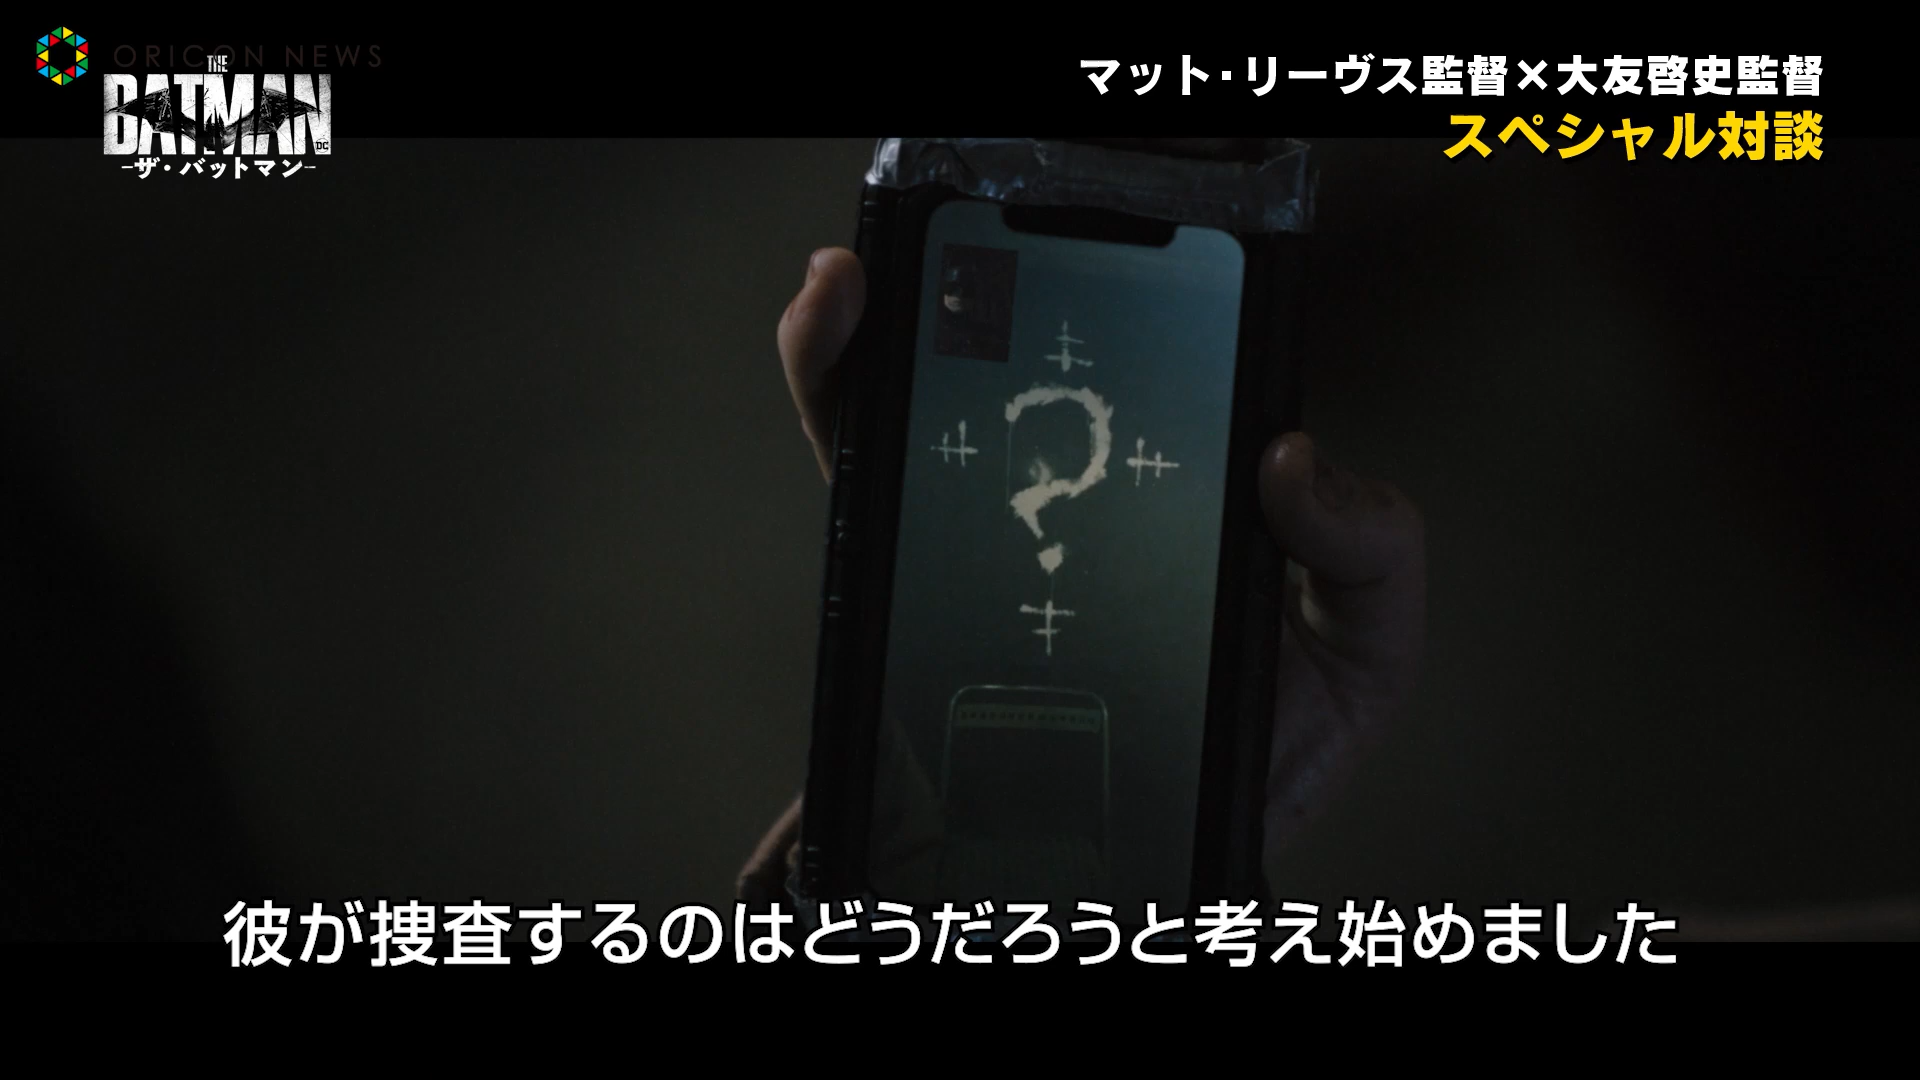 ORICON NEWS
THE
BATMAN
DC
-ザ・バットマン-
マット・リーヴス監督×大友啓史監督
スペシャル対談
?
彼が捜査するのはどうだろうと考え始めました